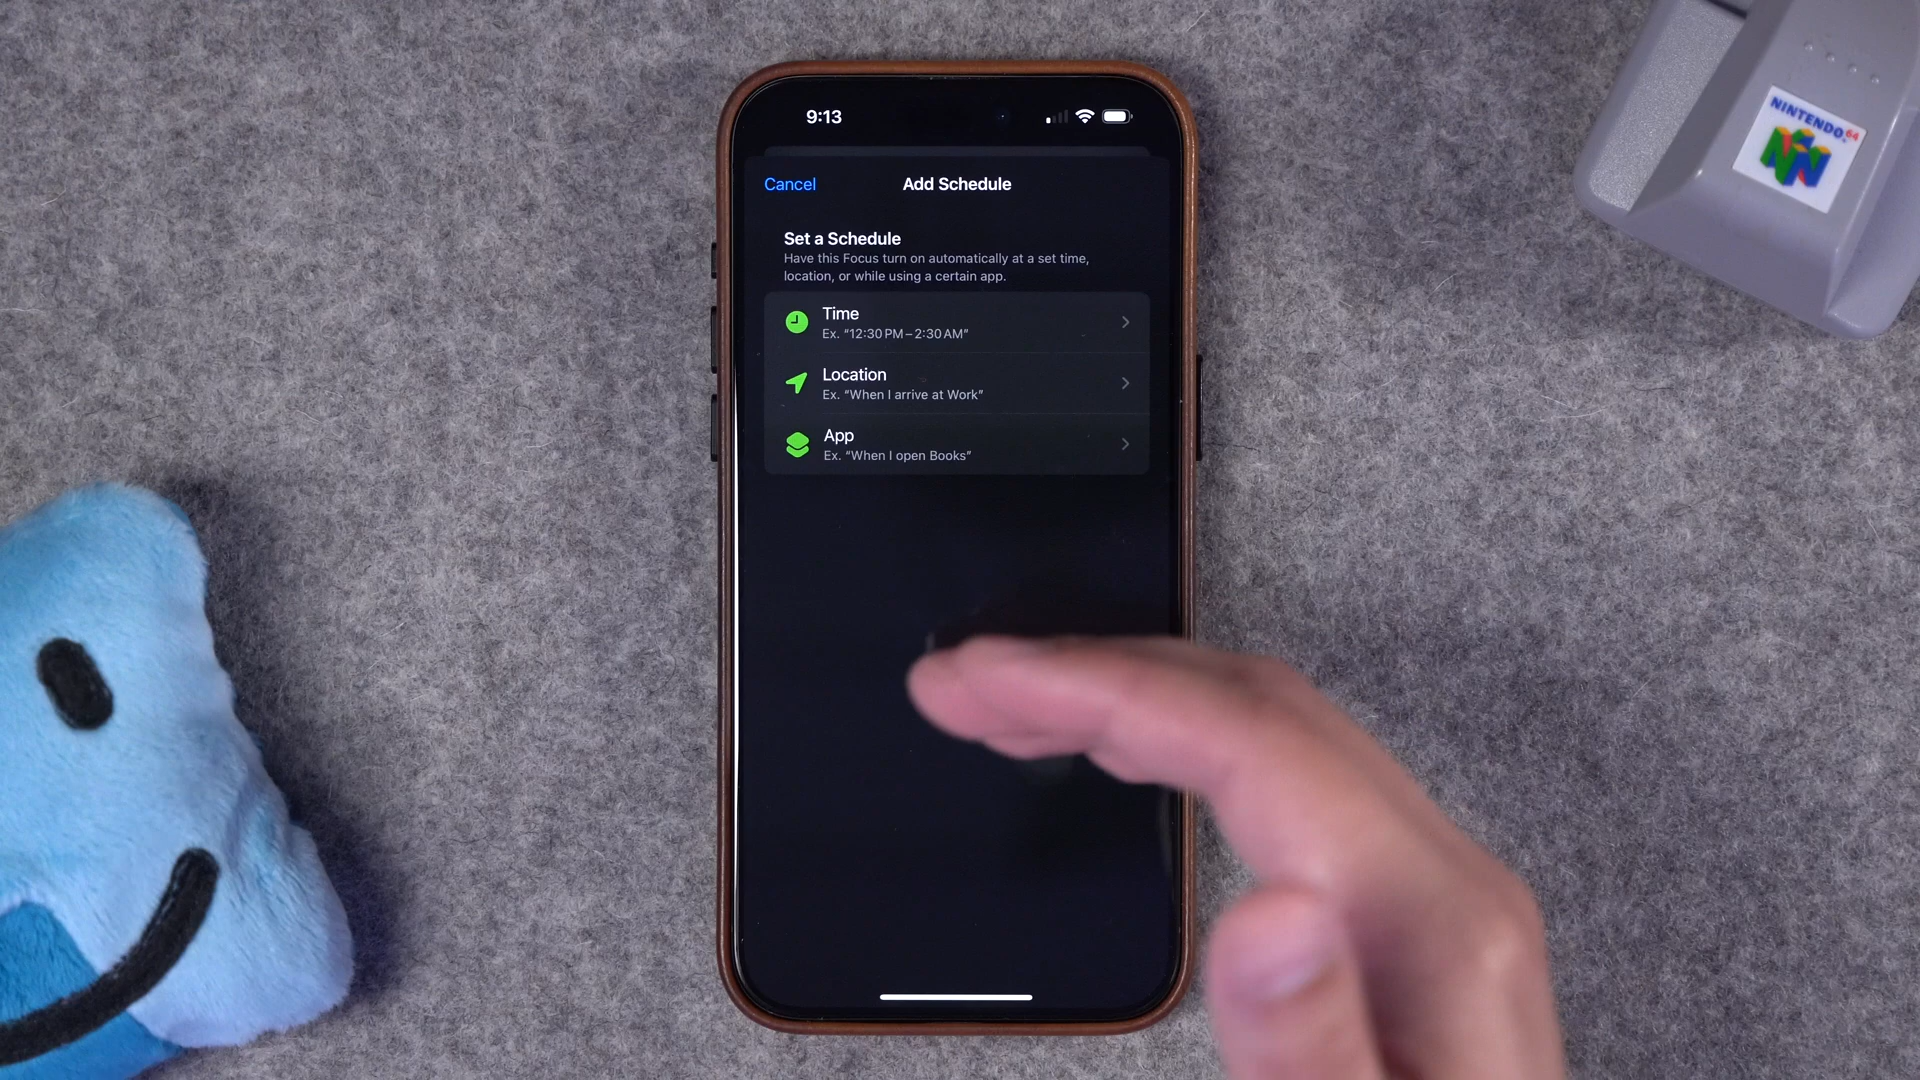 9:13
Cancel
Add Schedule
Set a Schedule
Have this Focus turn on automatically at a set time,
location, or while using a certain app.
Time
Ex. “12:30 PM – 2:30 AM”
Location
Ex. “When I arrive at Work”
App
Ex. “When I open Books”
NINTENDO 64